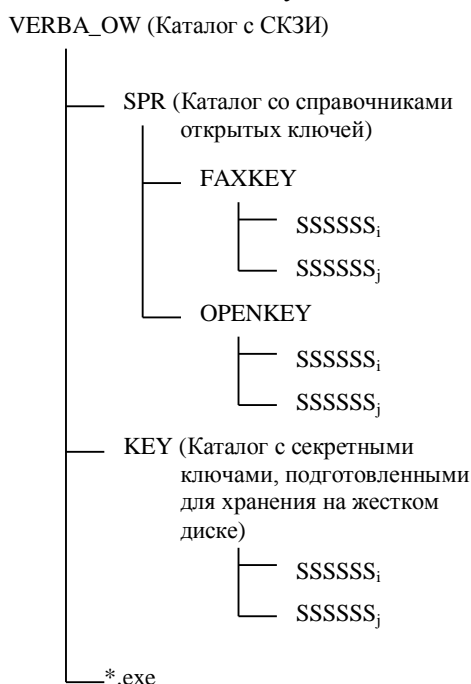 VERBA_OW (Каталог с СКЗИ)
SPR (Каталог со справочниками
открытых ключей)
FAXKEY
SSSSSSi
SSSSSSj
OPENKEY
SSSSSSi
SSSSSSj
KEY (Каталог с секретными
ключами, подготовленными
для хранения на жестком
диске)
SSSSSSi
SSSSSSj
*.exe